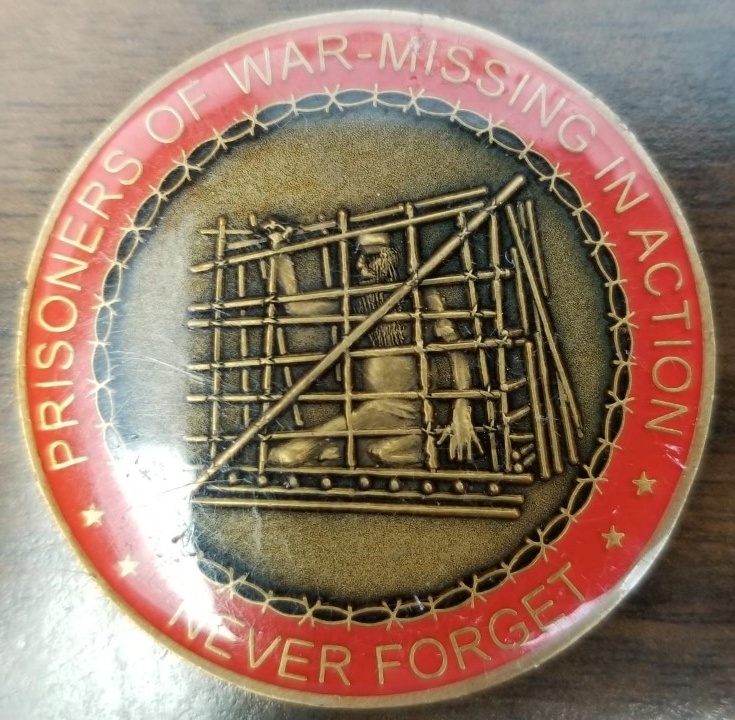 PRISONERS OF WAR-MISSING IN ACTION
NEVER FORGET